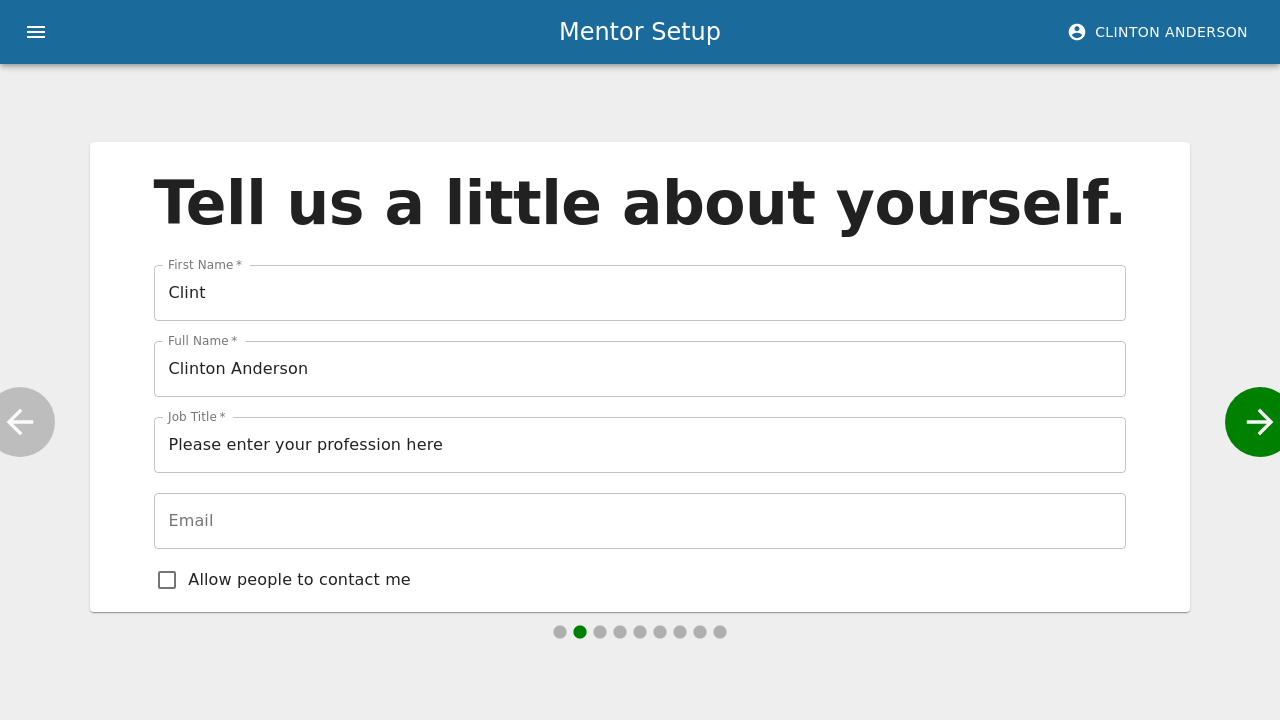 Mentor Setup
CLINTON ANDERSON
Tell us a little about yourself.
First Name *
Clint
Full Name *
Clinton Anderson
Job Title *
Please enter your profession here
Email
Allow people to contact me